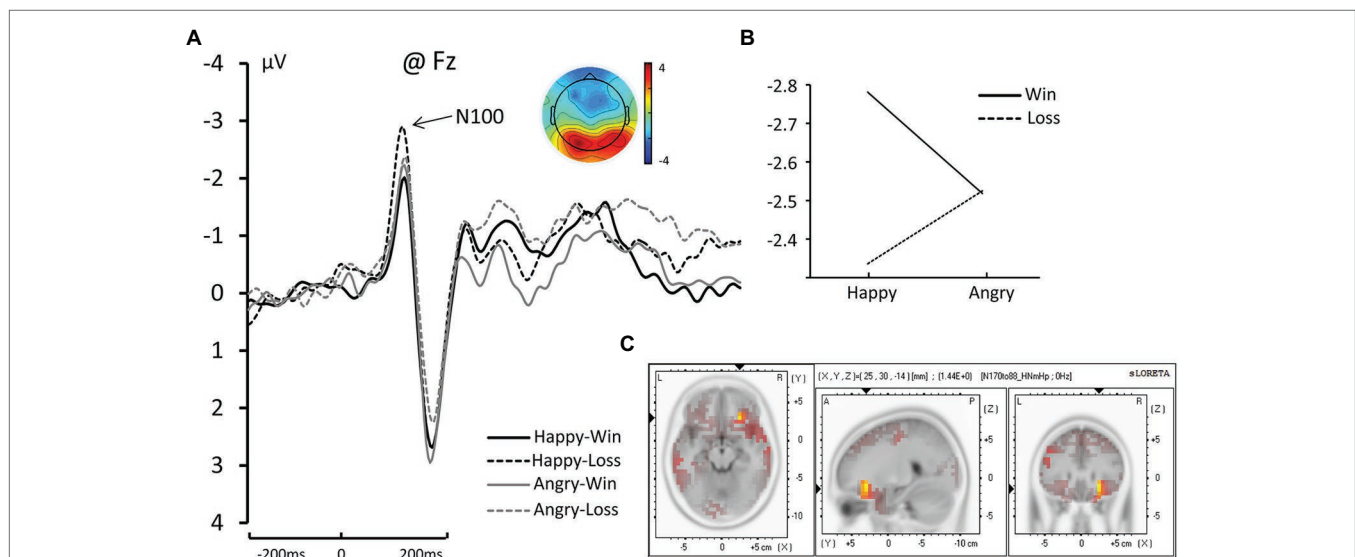 A
-4
μV
@ Fz
-3
N100
-2
-1
0
1
2
3
4
4
-4
Happy-Win
Happy-Loss
Angry-Win
Angry-Loss
-200ms
0
200ms
B
-2.8
-2.7
-2.6
-2.5
-2.4
Win
Loss
Happy
Angry
C
L R (Y)
+5
0
-5
-10
-5 0 +5 cm (X)
(X,Y,Z)=(25,30,-14)[mm] ; (1.44E+0) [N170to88_HNmHp ; 0Hz] sLORETA
A P (Z)
+5
0
-5
(Y) +5 0 -5 -10 cm
L R (Z)
+5
0
-5
-5 0 +5 cm (X)